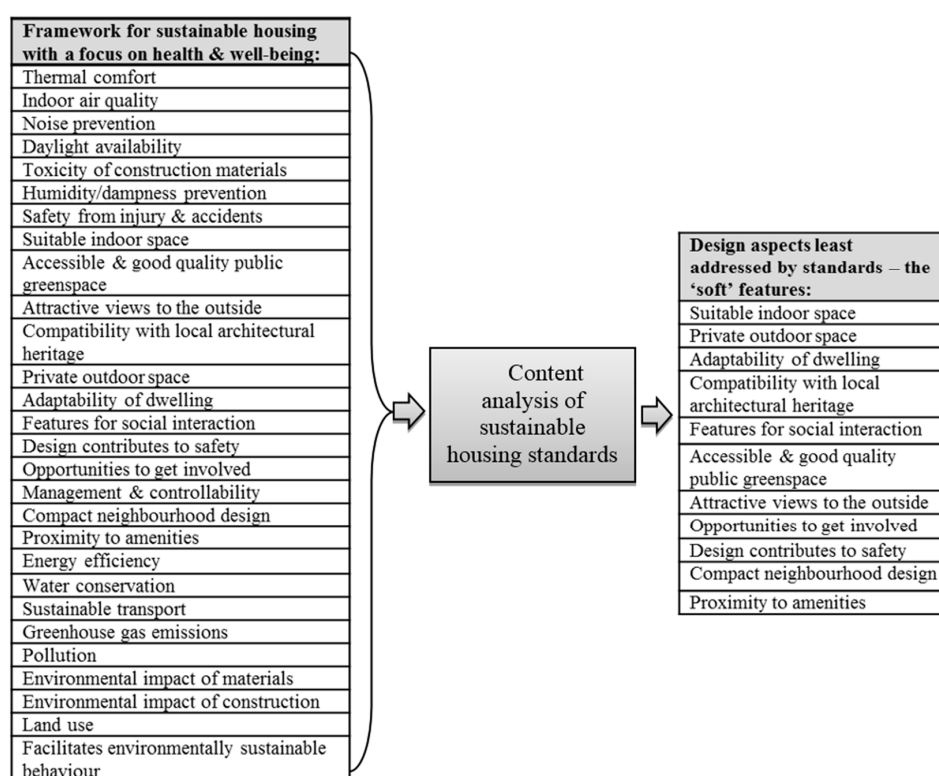 Framework for sustainable housing
with a focus on health & well-being:
Thermal comfort
Indoor air quality
Noise prevention
Daylight availability
Toxicity of construction materials
Humidity/dampness prevention
Safety from injury & accidents
Suitable indoor space
Accessible & good quality public
greenspace
Attractive views to the outside
Compatibility with local architectural
heritage
Private outdoor space
Adaptability of dwelling
Features for social interaction
Design contributes to safety
Opportunities to get involved
Management & controllability
Compact neighbourhood design
Proximity to amenities
Energy efficiency
Water conservation
Sustainable transport
Greenhouse gas emissions
Pollution
Environmental impact of materials
Environmental impact of construction
Land use
Facilitates environmentally sustainable
behaviour
Content
analysis of
sustainable
housing standards
Design aspects least
addressed by standards – the
‘soft’ features:
Suitable indoor space
Private outdoor space
Adaptability of dwelling
Compatibility with local
architectural heritage
Features for social interaction
Accessible & good quality
public greenspace
Attractive views to the outside
Opportunities to get involved
Design contributes to safety
Compact neighbourhood design
Proximity to amenities